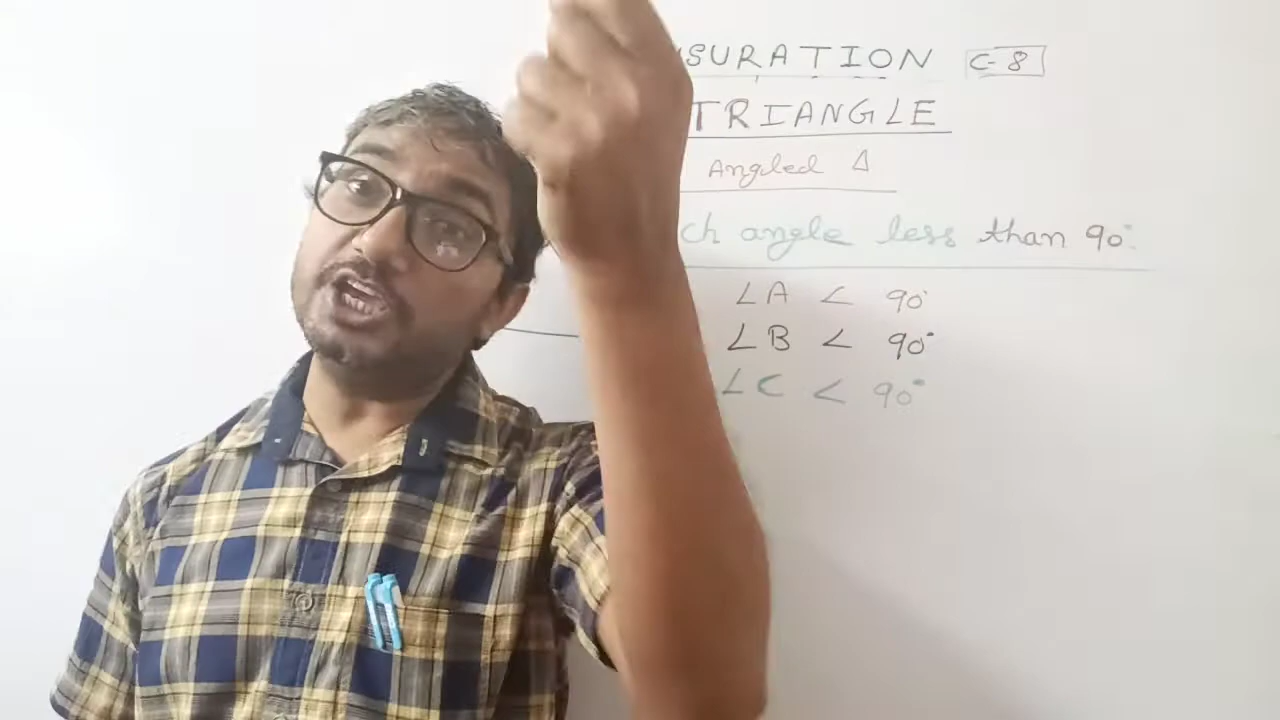 SURATION C-8
TRIANGLE
Angled Δ
ch angle less than 90°
∠A < 90°
∠B < 90°
∠C < 90°